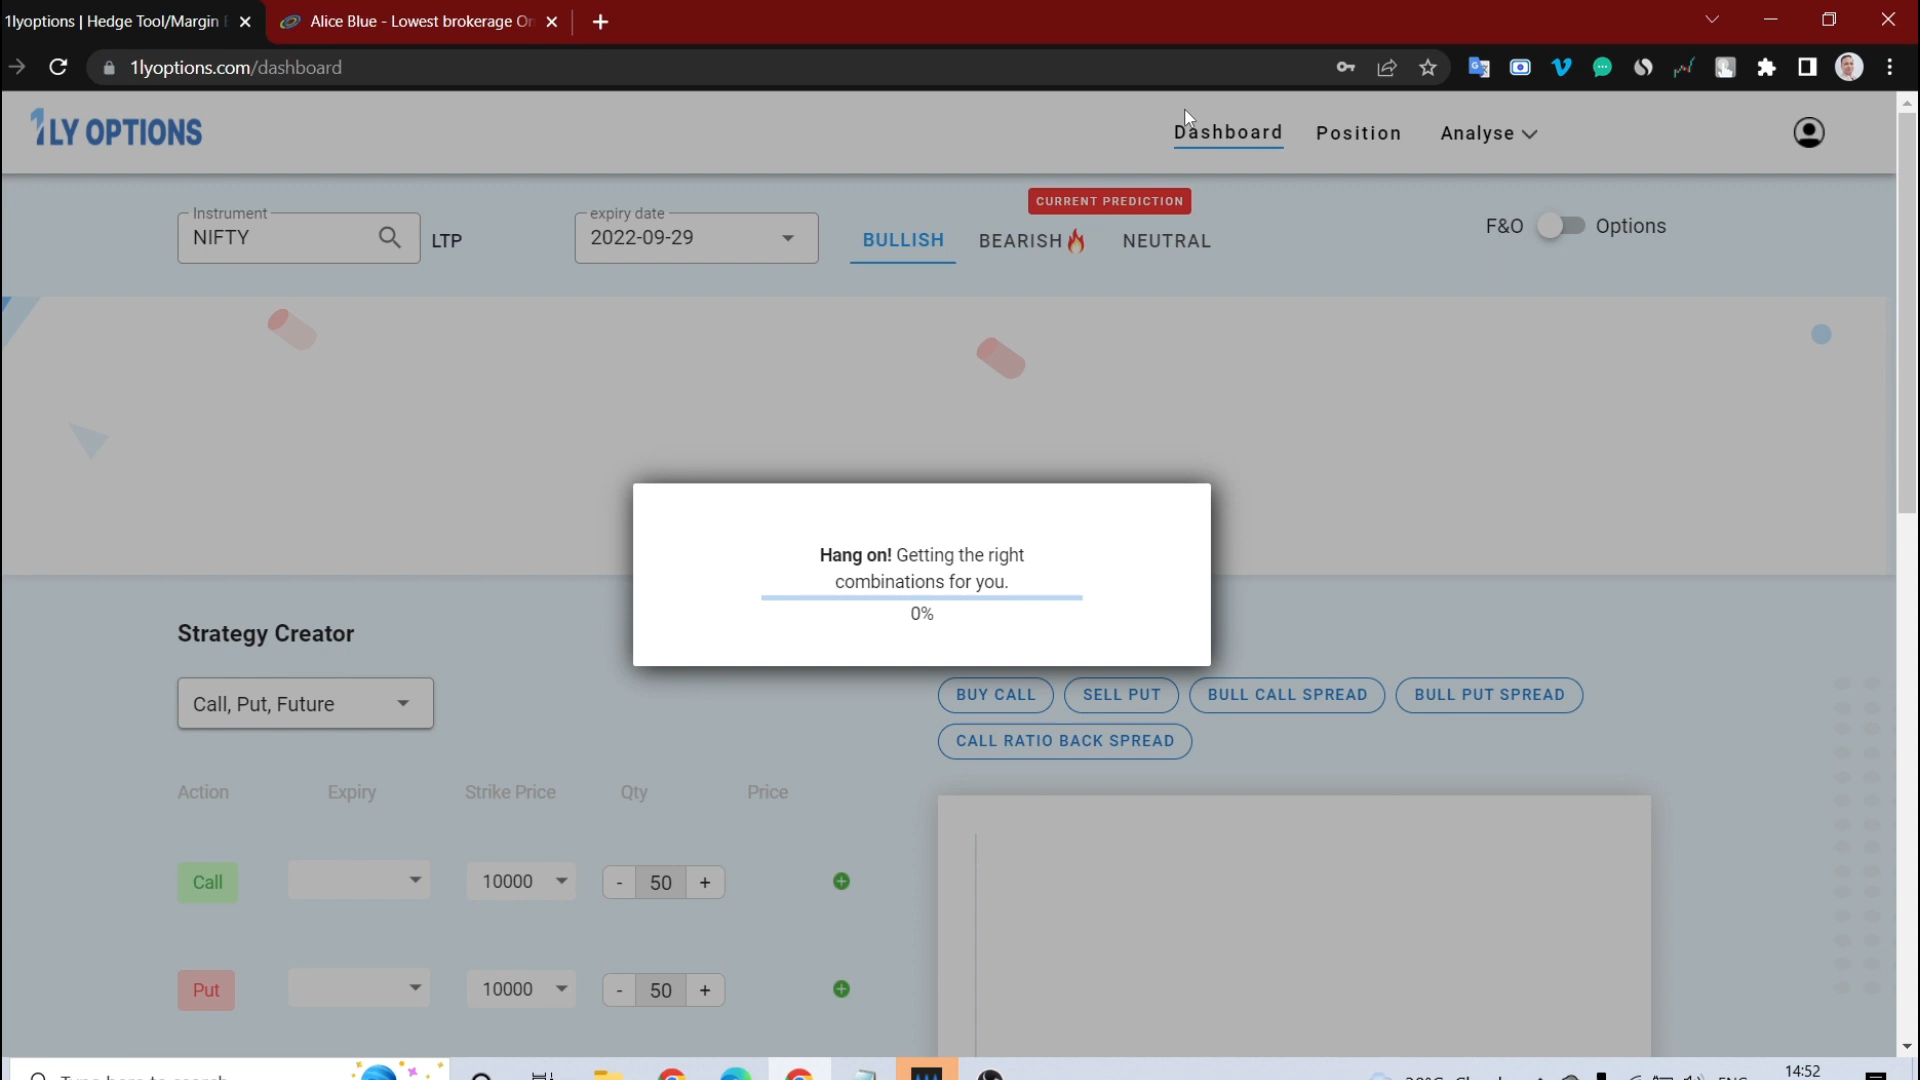 1lyoptions | Hedge Tool/Margin
Alice Blue - Lowest brokerage On
1lyoptions.com/dashboard
1LY OPTIONS
Dashboard
Position
Analyse
CURRENT PREDICTION
Instrument
NIFTY
LTP
expiry date
2022-09-29
BULLISH
BEARISH
NEUTRAL
F&O
Options
Hang on! Getting the right
combinations for you.
0%
Strategy Creator
Call, Put, Future
BUY CALL
SELL PUT
BULL CALL SPREAD
BULL PUT SPREAD
CALL RATIO BACK SPREAD
Action Expiry Strike Price Qty Price
Call 10000 - 50 +
Put 10000 - 50 +
14:52